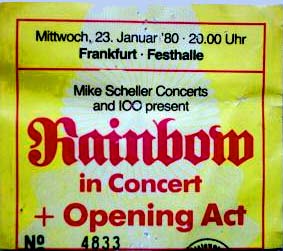 Mittwoch, 23. Januar '80 · 20.00 Uhr
Frankfurt · Festhalle
Mike Scheller Concerts
and ICO present
Rainbow
in Concert
+ Opening Act
Nº 4833